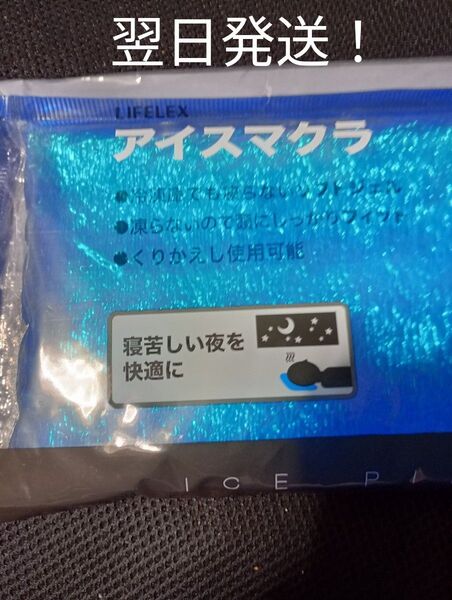 翌日発送！
LIFELEX
アイスマクラ
●冷凍庫でも凍らないソフトジェル
●凍らないので頭にしっかりフィット
●くりかえし使用可能
寝苦しい夜を
快適に
ICE PA